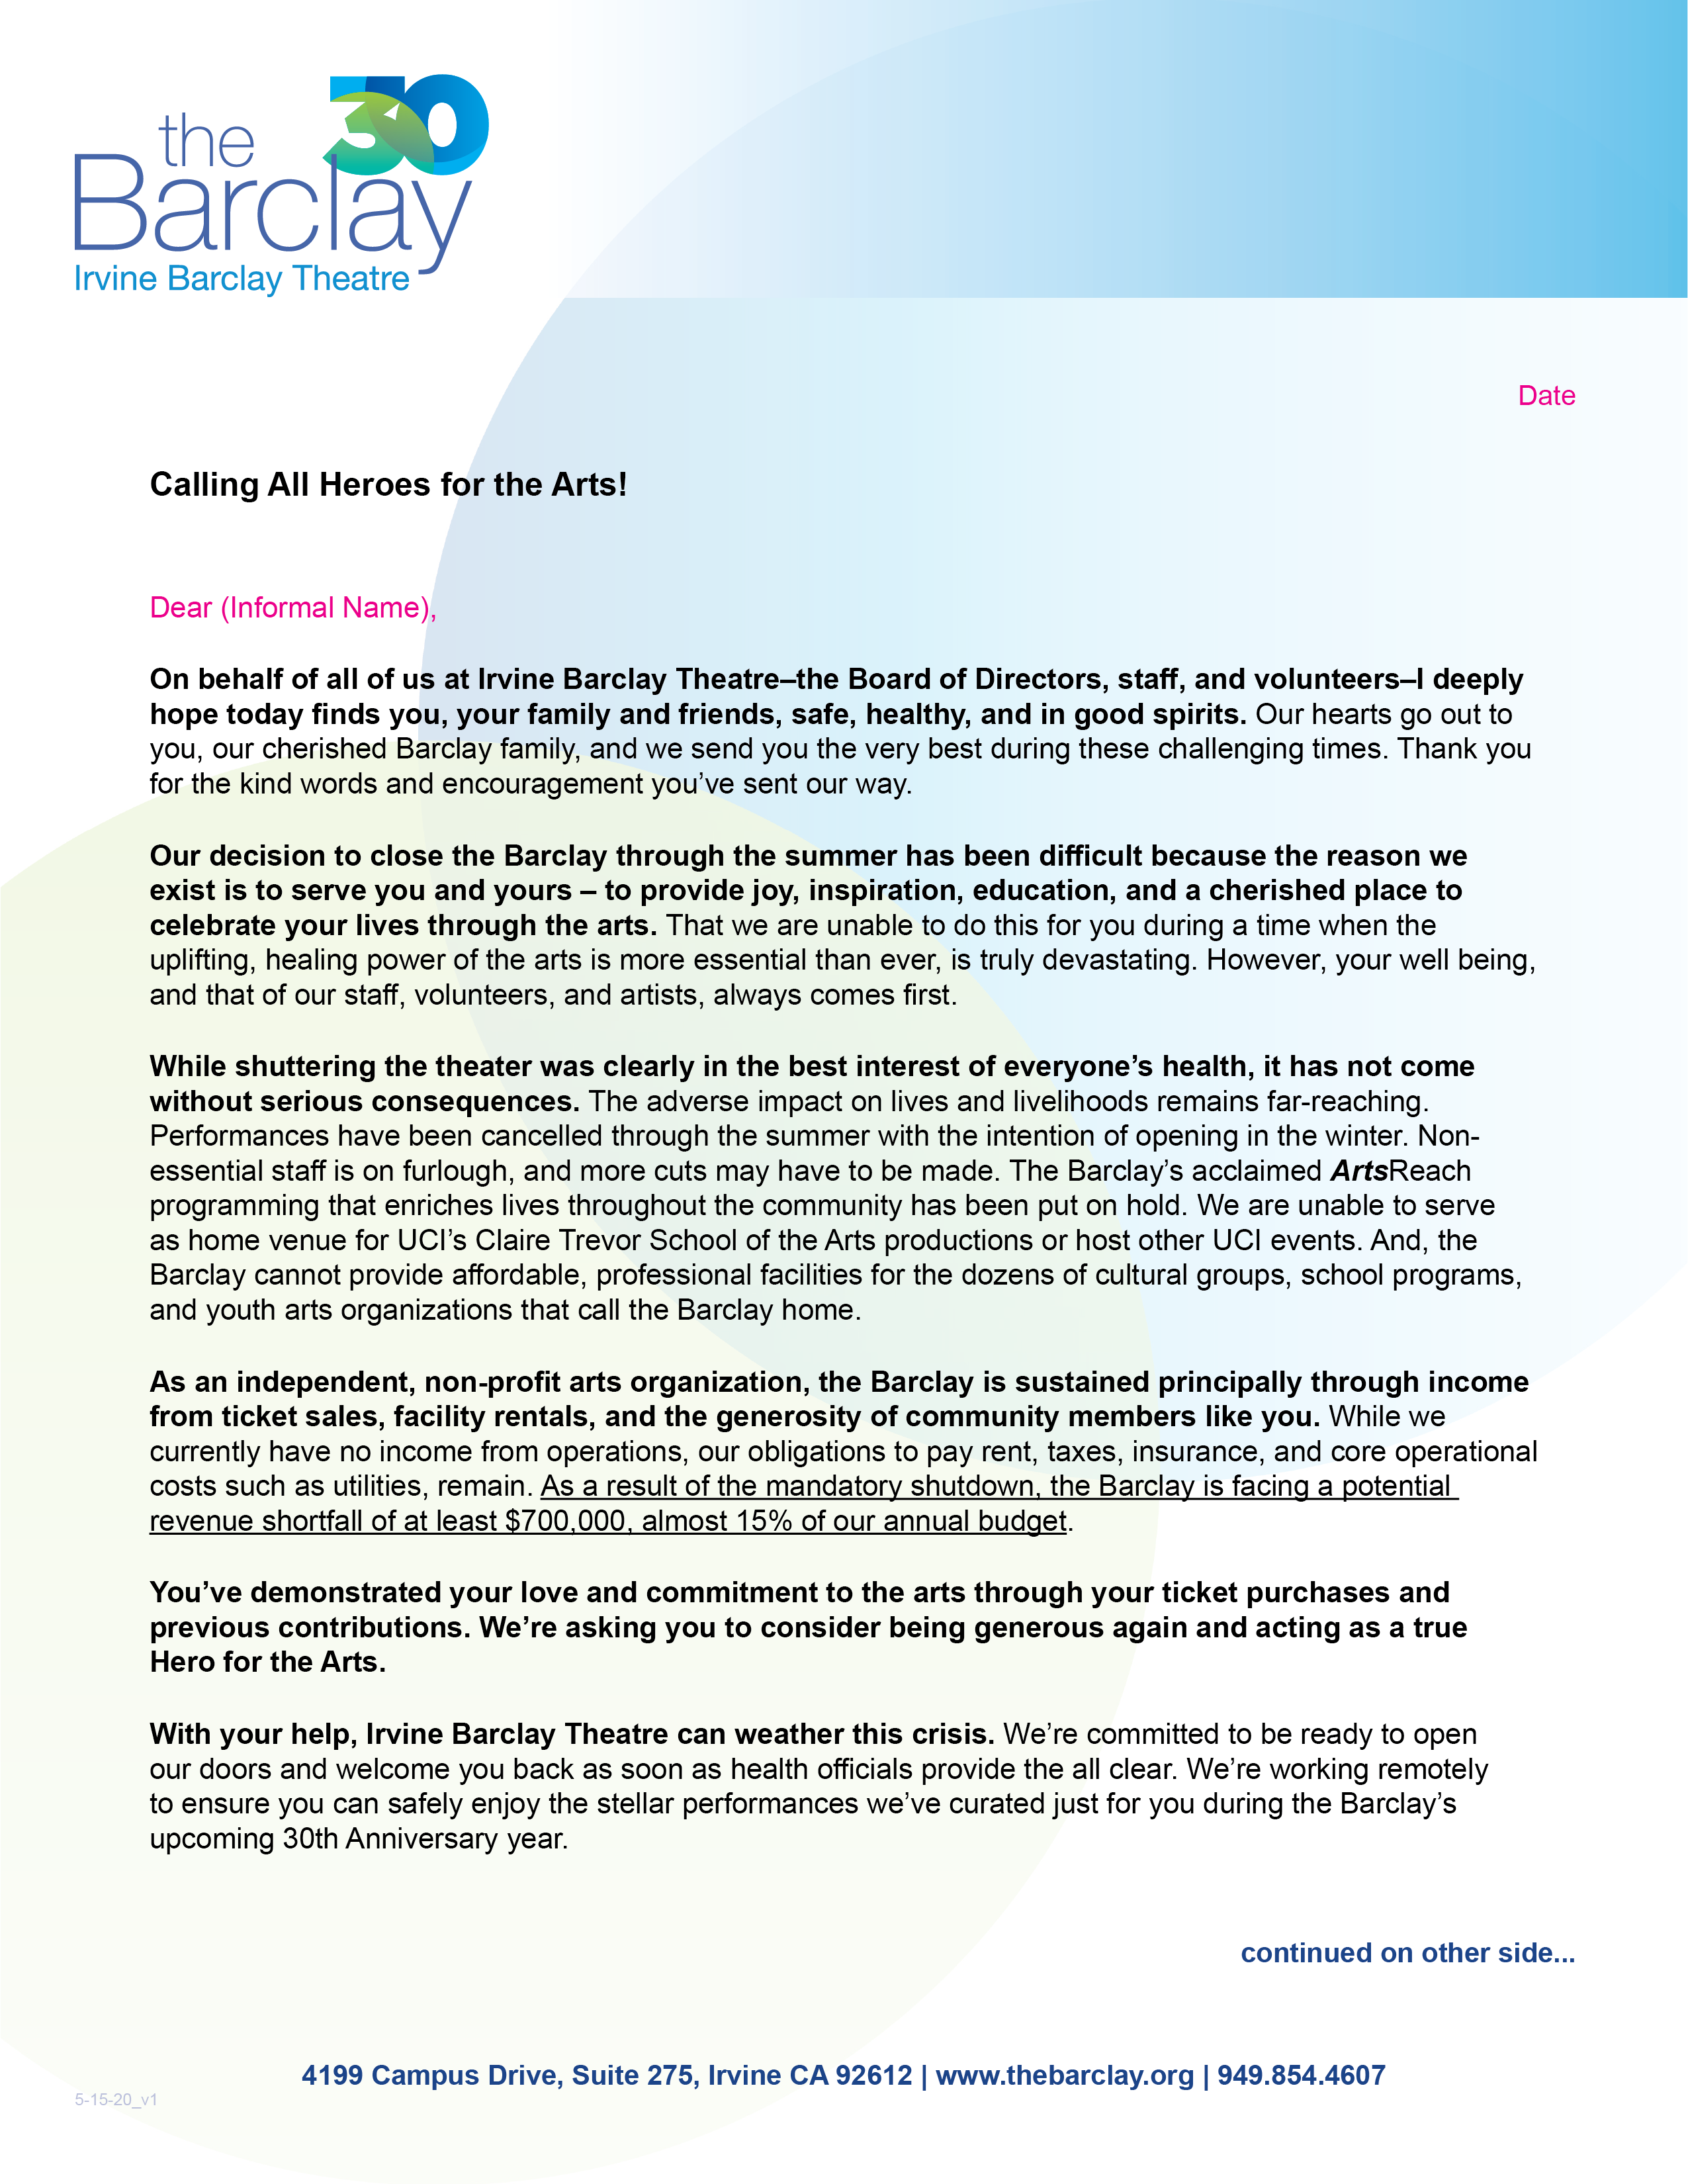 the 30
Barclay
Irvine Barclay Theatre
Date
Calling All Heroes for the Arts!
Dear (Informal Name),
On behalf of all of us at Irvine Barclay Theatre–the Board of Directors, staff, and volunteers–I deeply
hope today finds you, your family and friends, safe, healthy, and in good spirits. Our hearts go out to
you, our cherished Barclay family, and we send you the very best during these challenging times. Thank you
for the kind words and encouragement you’ve sent our way.
Our decision to close the Barclay through the summer has been difficult because the reason we
exist is to serve you and yours – to provide joy, inspiration, education, and a cherished place to
celebrate your lives through the arts. That we are unable to do this for you during a time when the
uplifting, healing power of the arts is more essential than ever, is truly devastating. However, your well being,
and that of our staff, volunteers, and artists, always comes first.
While shuttering the theater was clearly in the best interest of everyone’s health, it has not come
without serious consequences. The adverse impact on lives and livelihoods remains far-reaching.
Performances have been cancelled through the summer with the intention of opening in the winter. Non-
essential staff is on furlough, and more cuts may have to be made. The Barclay’s acclaimed ArtsReach
programming that enriches lives throughout the community has been put on hold. We are unable to serve
as home venue for UCI’s Claire Trevor School of the Arts productions or host other UCI events. And, the
Barclay cannot provide affordable, professional facilities for the dozens of cultural groups, school programs,
and youth arts organizations that call the Barclay home.
As an independent, non-profit arts organization, the Barclay is sustained principally through income
from ticket sales, facility rentals, and the generosity of community members like you. While we
currently have no income from operations, our obligations to pay rent, taxes, insurance, and core operational
costs such as utilities, remain. As a result of the mandatory shutdown, the Barclay is facing a potential
revenue shortfall of at least $700,000, almost 15% of our annual budget.
You’ve demonstrated your love and commitment to the arts through your ticket purchases and
previous contributions. We’re asking you to consider being generous again and acting as a true
Hero for the Arts.
With your help, Irvine Barclay Theatre can weather this crisis. We’re committed to be ready to open
our doors and welcome you back as soon as health officials provide the all clear. We’re working remotely
to ensure you can safely enjoy the stellar performances we’ve curated just for you during the Barclay’s
upcoming 30th Anniversary year.
continued on other side...
4199 Campus Drive, Suite 275, Irvine CA 92612 | www.thebarclay.org | 949.854.4607
5-15-20_v1